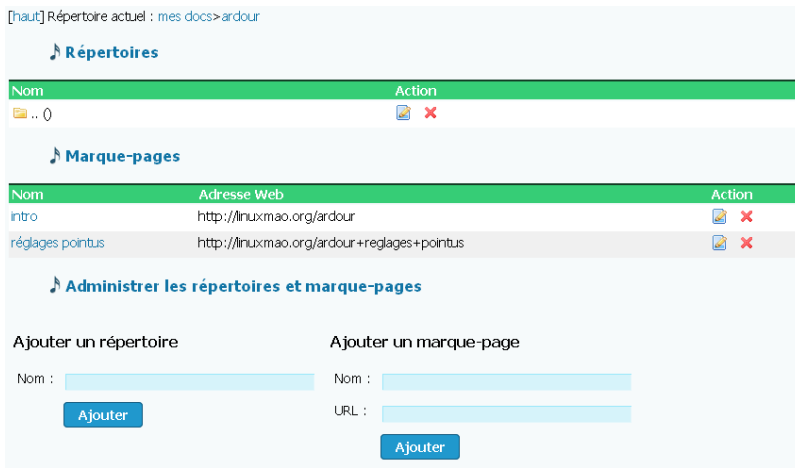 [haut] Répertoire actuel : mes docs>ardour
Répertoires
Nom Action
.. ()
Marque-pages
Nom Adresse Web Action
intro http://linuxmao.org/ardour
réglages pointus http://linuxmao.org/ardour+reglages+pointus
Administrer les répertoires et marque-pages
Ajouter un répertoire Ajouter un marque-page
Nom : Nom :
Ajouter URL :
Ajouter